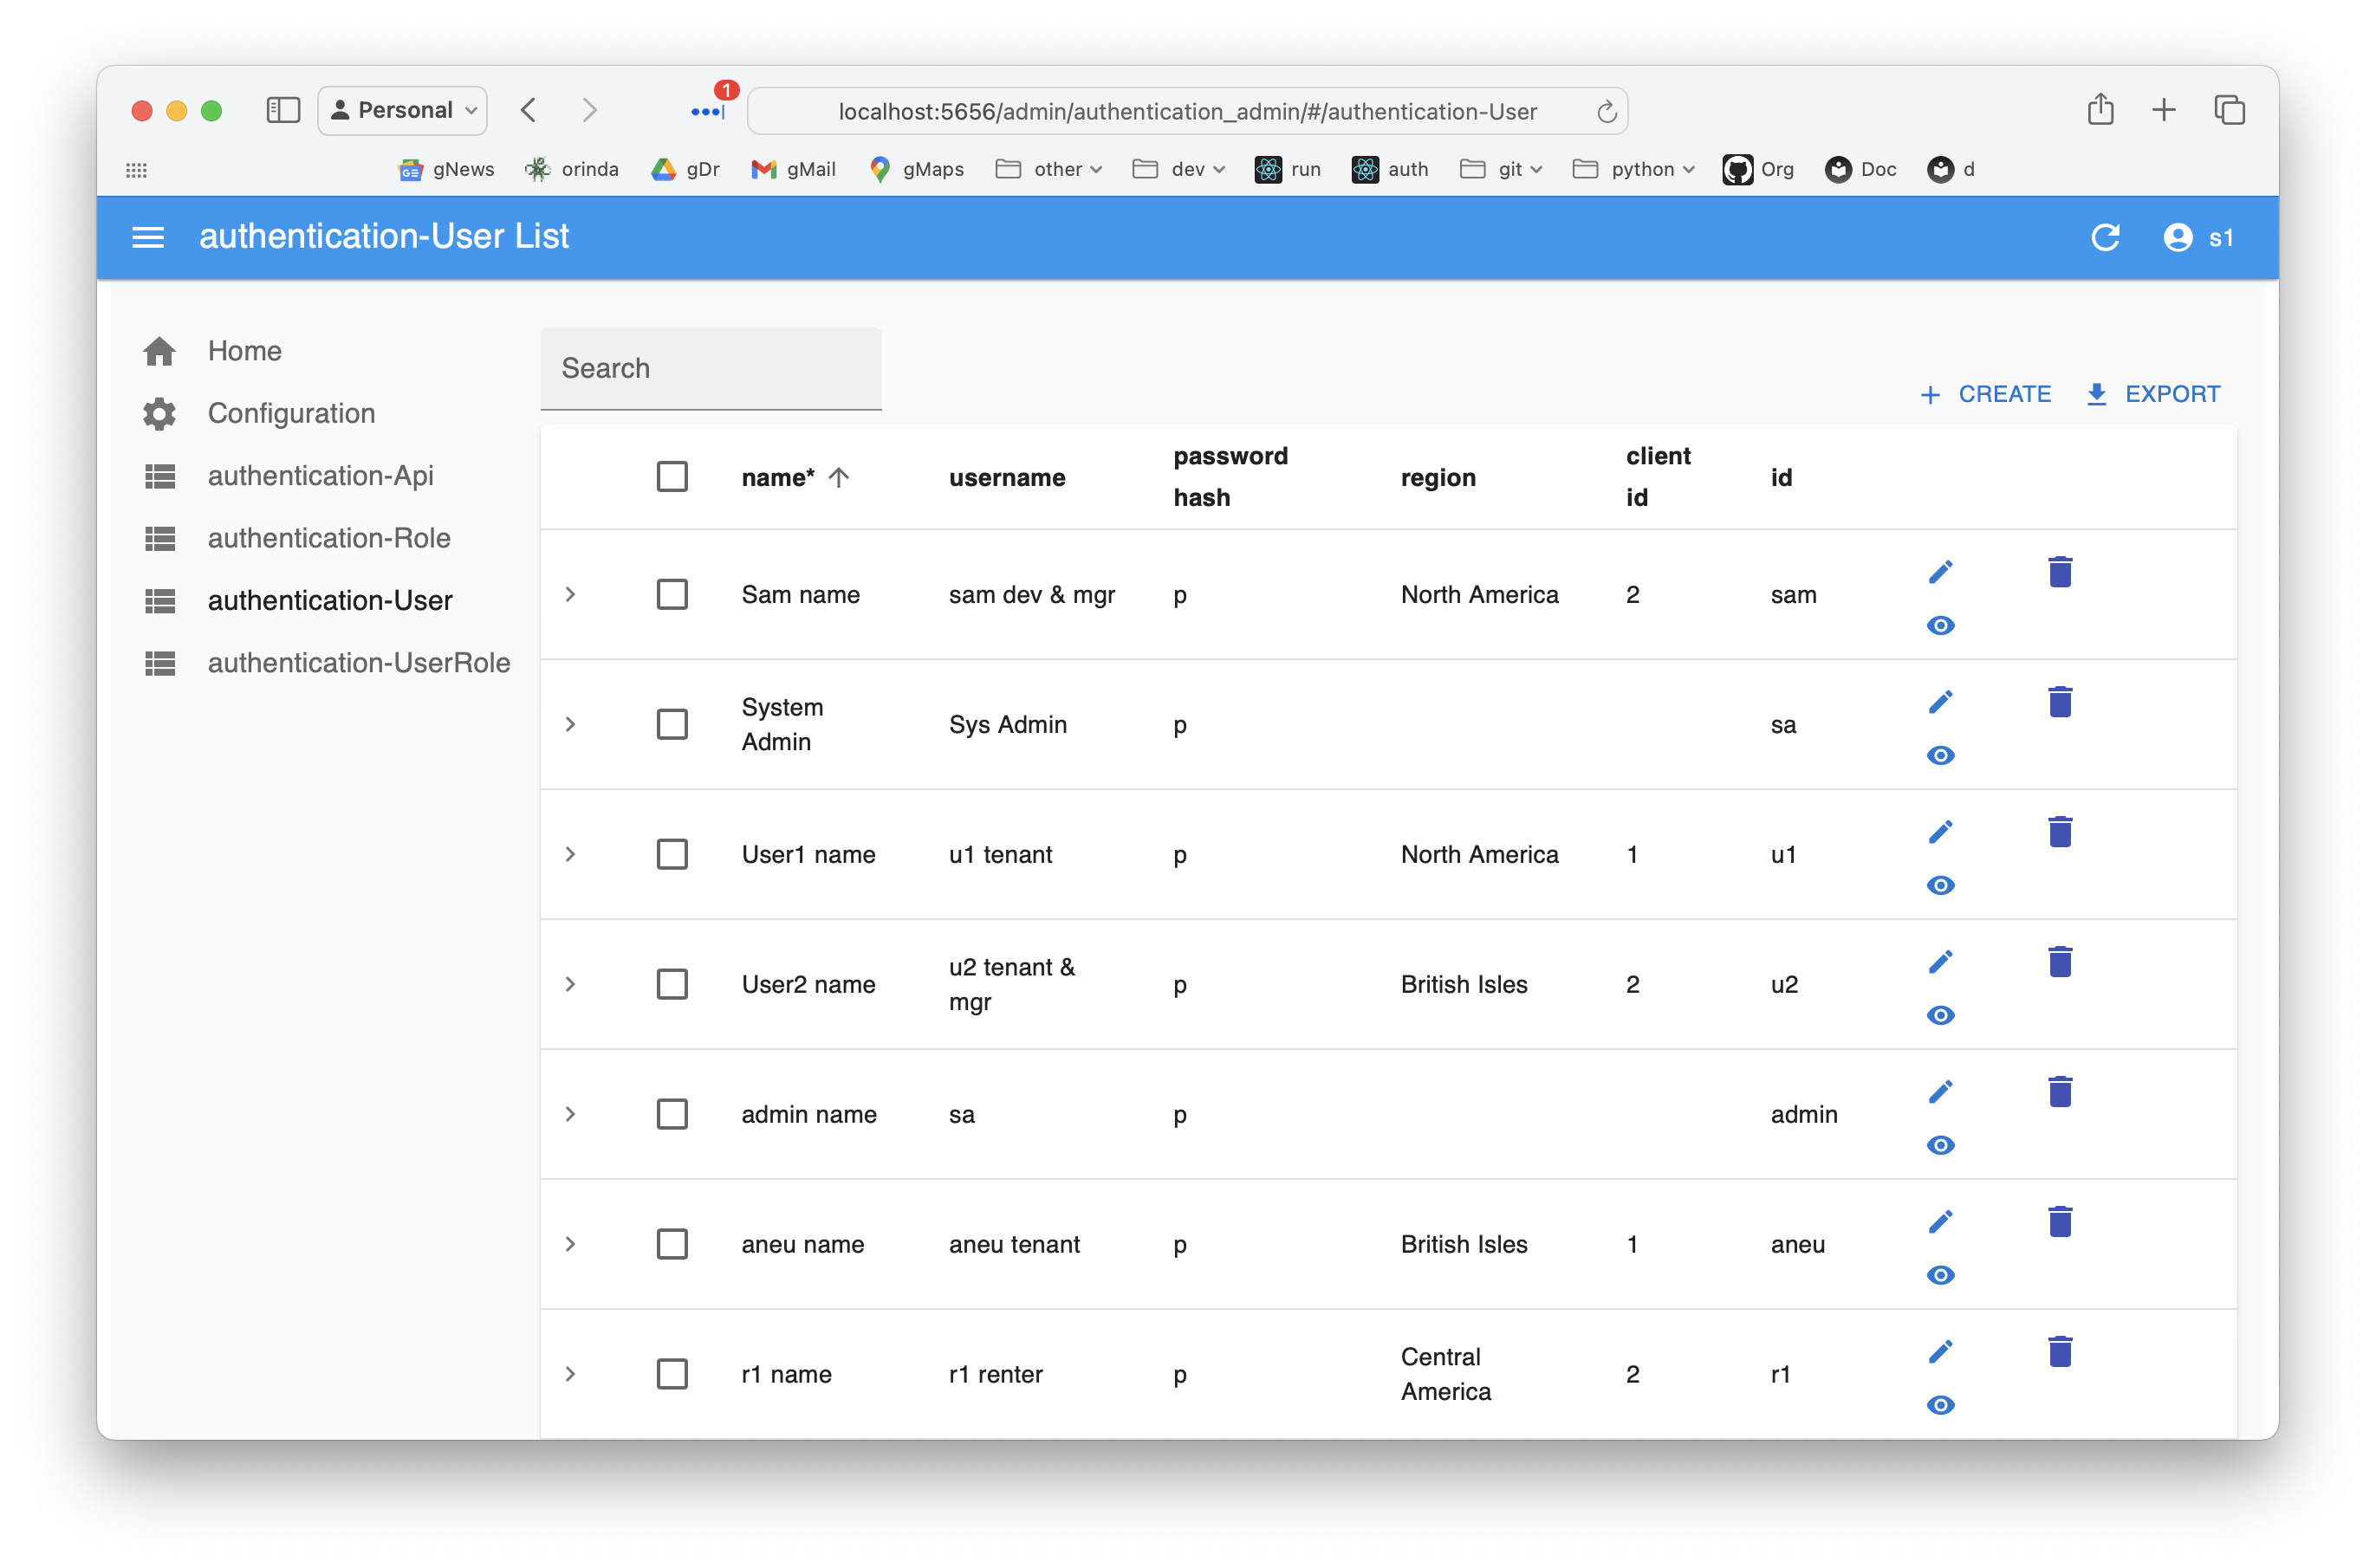 Personal
1
localhost:5656/admin/authentication_admin/#/authentication-User
gNews orinda gDr gMail gMaps other dev run auth git python Org Doc d
authentication-User List
s1
Home
Configuration
authentication-Api
authentication-Role
authentication-User
authentication-UserRole
Search
CREATE EXPORT
name* username password hash region client id id
Sam name sam dev & mgr p North America 2 sam
System Admin Sys Admin p sa
User1 name u1 tenant p North America 1 u1
User2 name u2 tenant & mgr p British Isles 2 u2
admin name sa p admin
aneu name aneu tenant p British Isles 1 aneu
r1 name r1 renter p Central America 2 r1